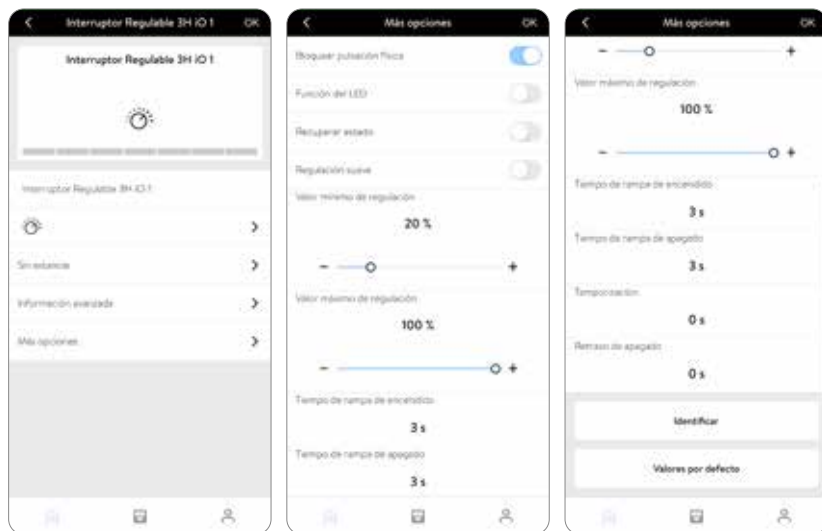 Interruptor Regulable 3H iO 1
OK
Interruptor Regulable 3H iO 1
Interruptor Regulable 3H iO 1
Sin estancia
Información avanzada
Más opciones
Más opciones
OK
Bloquear pulsación física
Función del LED
Recuperar estado
Regulación suave
Valor mínimo de regulación
20 %
- +
Valor máximo de regulación
100 %
- +
Tiempo de rampa de encendido
3 s
Tiempo de rampa de apagado
3 s
Más opciones
OK
- +
Valor máximo de regulación
100 %
- +
Tiempo de rampa de encendido
3 s
Tiempo de rampa de apagado
3 s
Temporización
0 s
Retraso de apagado
0 s
Identificar
Valores por defecto